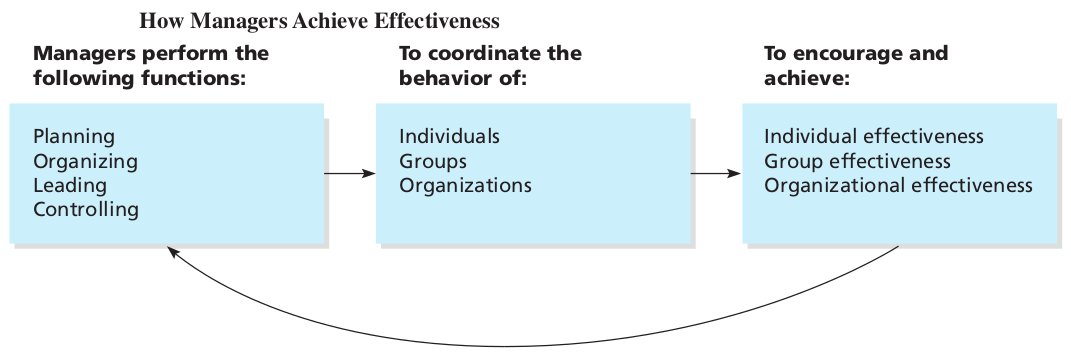 How Managers Achieve Effectiveness
Managers perform the
following functions:
Planning
Organizing
Leading
Controlling
To coordinate the
behavior of:
Individuals
Groups
Organizations
To encourage and
achieve:
Individual effectiveness
Group effectiveness
Organizational effectiveness